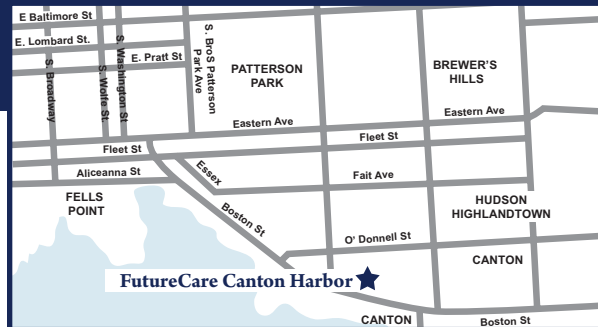 E Baltimore St
E. Lombard St.
E. Pratt St
S. Broadway
S. Wolfe St.
S. Washington St
S. BroS Patterson
Park Ave
PATTERSON
PARK
BREWER'S
HILLS
Eastern Ave
Eastern Ave
Fleet St
Fleet St
Aliceanna St
Essex
Fait Ave
FELLS
POINT
Boston St
HUDSON
HIGHLANDTOWN
O' Donnell St
CANTON
FutureCare Canton Harbor
CANTON
Boston St